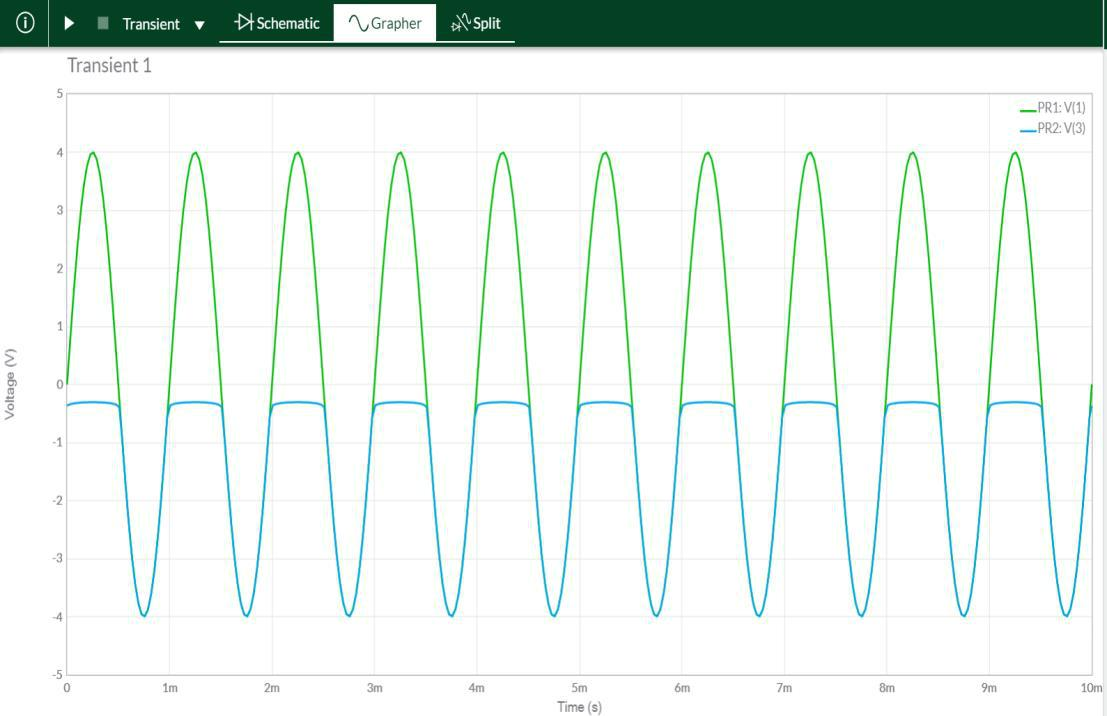 Transient Schematic Grapher Split
Transient 1
PR1: V(1)
PR2: V(3)
5
4
3
2
1
0
-1
-2
-3
-4
-5
Voltage (V)
0 1m 2m 3m 4m 5m 6m 7m 8m 9m 10m
Time (s)